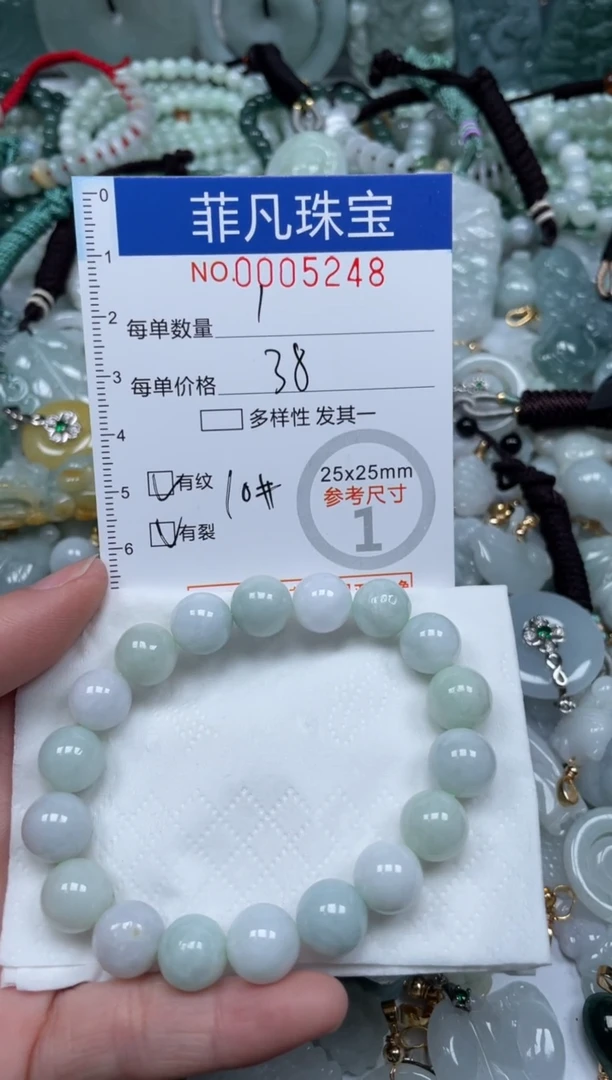 菲凡珠宝
NO.0005248
每单数量 1
每单价格 38
多样性 发其一
有纹
有裂
10#
25x25mm
参考尺寸
1
0
1
2
3
4
5
6